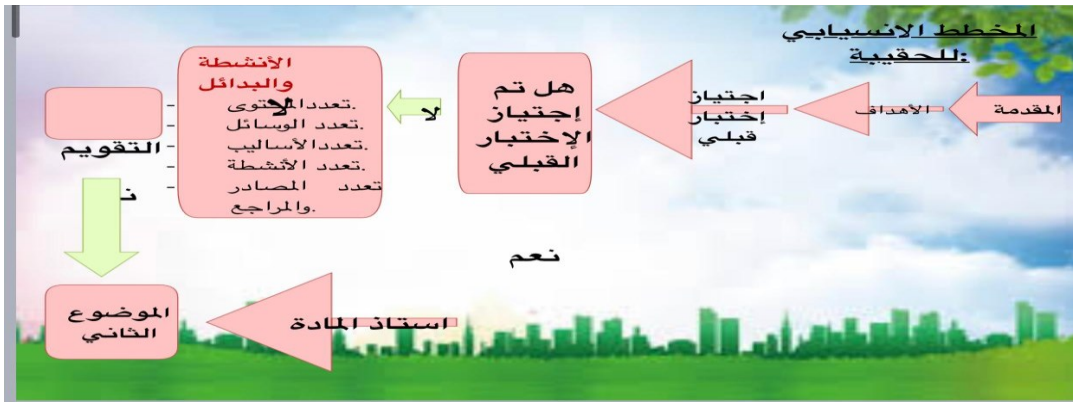 المخطط الانسيابي
للحقيبة:
المقدمة
الأهداف
اجتياز
إختبار
قبلي
هل تم
إجتياز
الإختبار
القبلي
لا
الأنشطة
والبدائل
لا
- تعدد المحتوى.
- تعدد الوسائل.
- تعدد الأساليب.
- تعدد الأنشطة.
- تعدد المصادر
والمراجع.
التقويم
نعم
استاذ المادة
الموضوع
الثاني